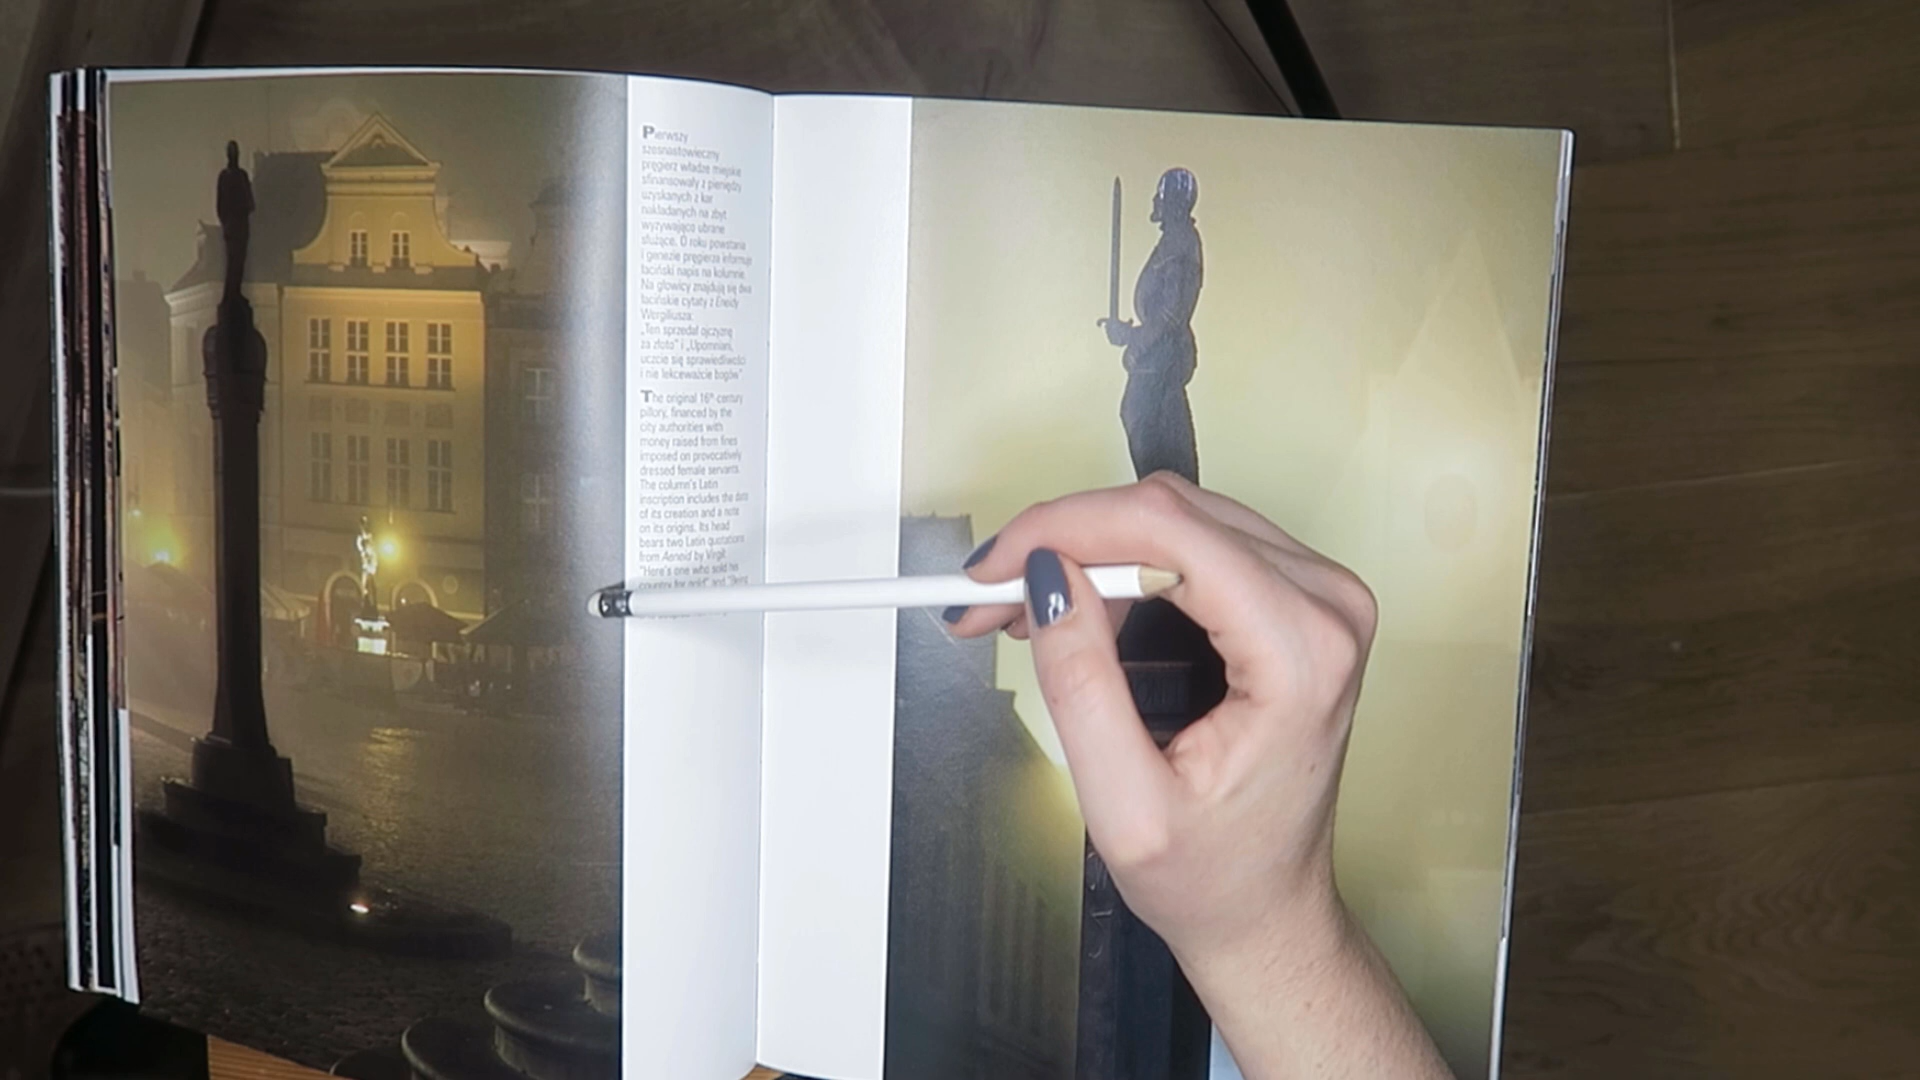 Pierwszy
szesnastowieczny
pręgierz władze miejskie
sfinansowały z pieniędzy
uzyskanych z kar
nakładanych na zbyt
wyzywająco ubrane
służące. O roku powstania
i genezie pręgierza informuje
łaciński napis na kolumnie.
Na głowicy znajdują się dwa
łacińskie cytaty z Eneidy
Wergiliusza:
„Ten sprzedał ojczyznę
za złoto” i „Upomniani,
uczcie się sprawiedliwości
i nie lekceważcie bogów”.
The original 16th-century
pillory, financed by the
city authorities with
money raised from fines
imposed on provocatively
dressed female servants.
The column's Latin
inscription includes the date
of its creation and a note
on its origins. Its head
bears two Latin quotations
from Aeneid by Virgil:
"Here's one who sold his
country for gold" and "Being